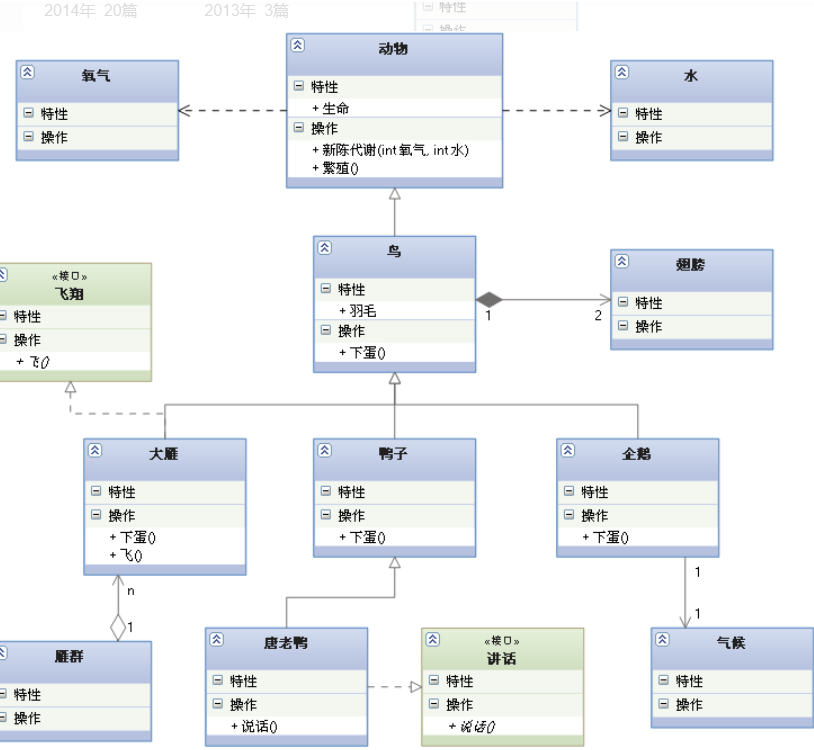 2014年 20篇
2013年 3篇
特性
操作
氧气
特性
操作
动物
特性
+ 生命
操作
+ 新陈代谢(int 氧气, int 水)
+ 繁殖()
水
特性
操作
«接口»
飞翔
特性
操作
+ 飞()
鸟
特性
+ 羽毛
操作
+ 下蛋()
1
2
翅膀
特性
操作
大雁
特性
操作
+ 下蛋()
+ 飞()
鸭子
特性
操作
+ 下蛋()
企鹅
特性
操作
+ 下蛋()
n
1
1
1
雁群
特性
操作
唐老鸭
特性
操作
+ 说话()
«接口»
讲话
特性
操作
+ 说话()
气候
特性
操作